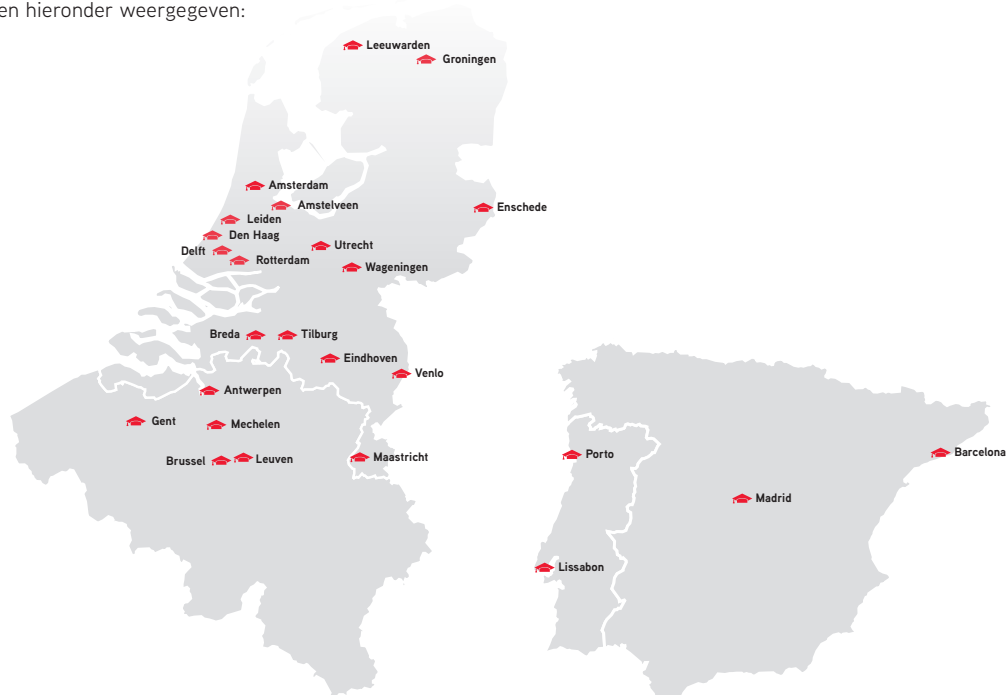 en hieronder weergegeven:
Leeuwarden
Groningen
Amsterdam
Amstelveen
Enschede
Leiden
Den Haag
Delft
Utrecht
Rotterdam
Wageningen
Breda
Tilburg
Eindhoven
Venlo
Antwerpen
Gent
Mechelen
Brussel
Leuven
Maastricht
Porto
Barcelona
Madrid
Lissabon